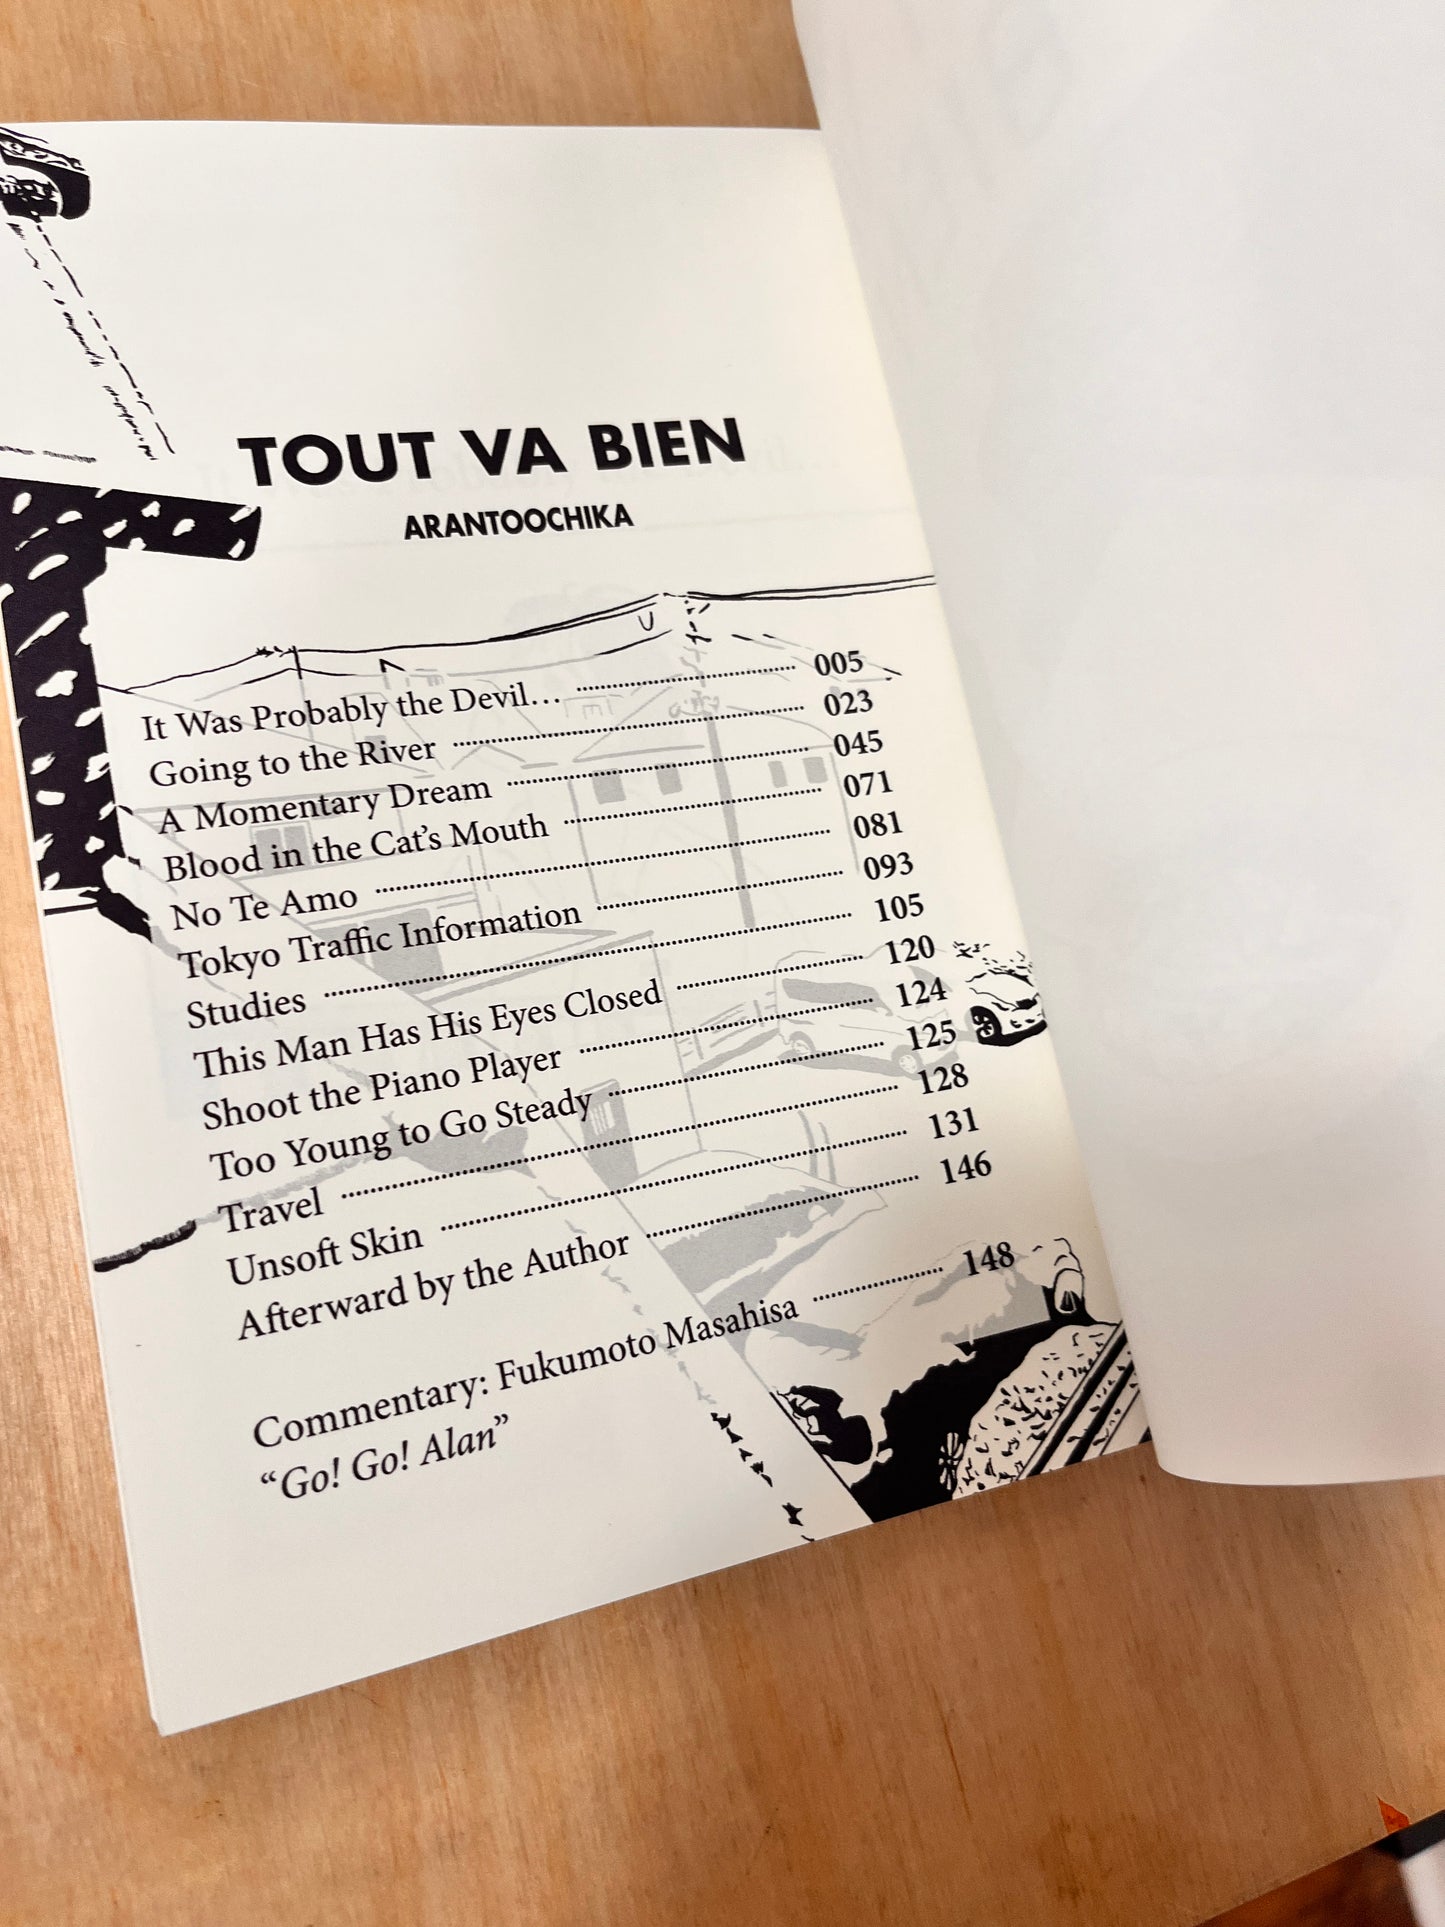 TOUT VA BIEN
ARANTOOCHIKA
It Was Probably the Devil… 005
Going to the River 023
A Momentary Dream 045
Blood in the Cat’s Mouth 071
No Te Amo 081
Tokyo Traffic Information 093
Studies 105
This Man Has His Eyes Closed 120
Shoot the Piano Player 124
Too Young to Go Steady 125
Travel 128
Unsoft Skin 131
Afterward by the Author 146
Commentary: Fukumoto Masahisa 148
“Go! Go! Alan”